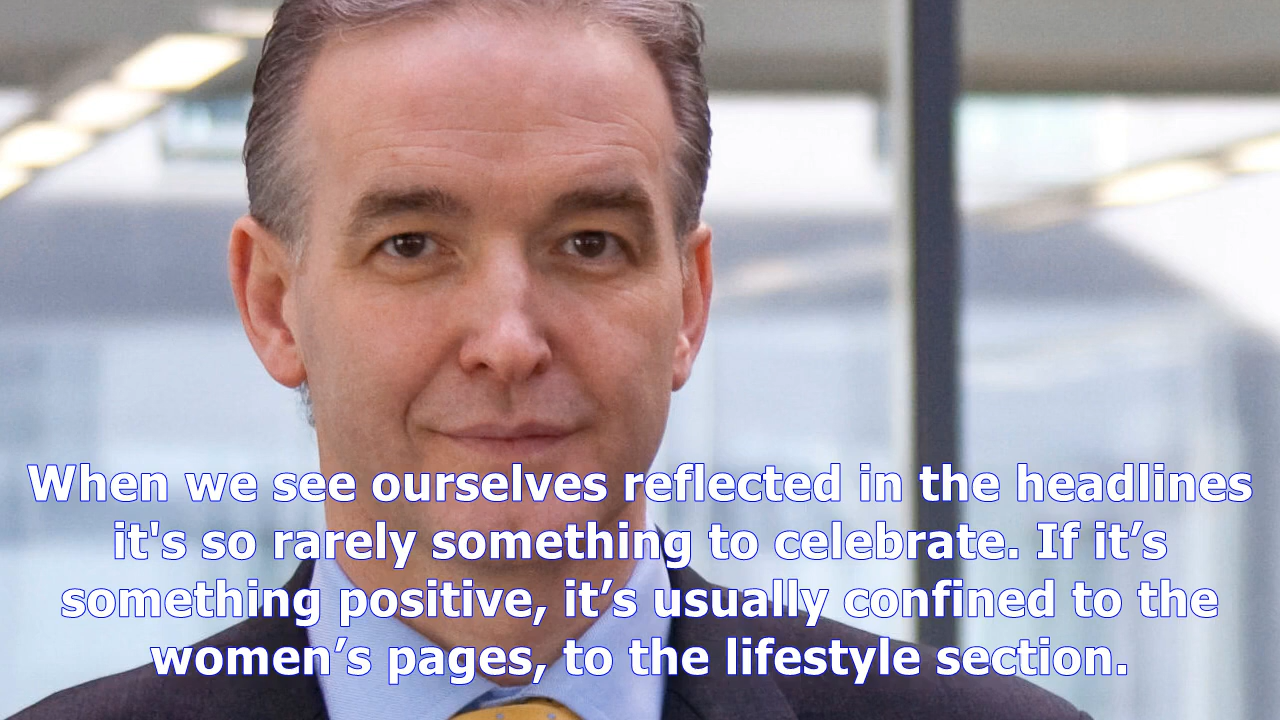 When we see ourselves reflected in the headlines
it's so rarely something to celebrate. If it’s
something positive, it’s usually confined to the
women’s pages, to the lifestyle section.